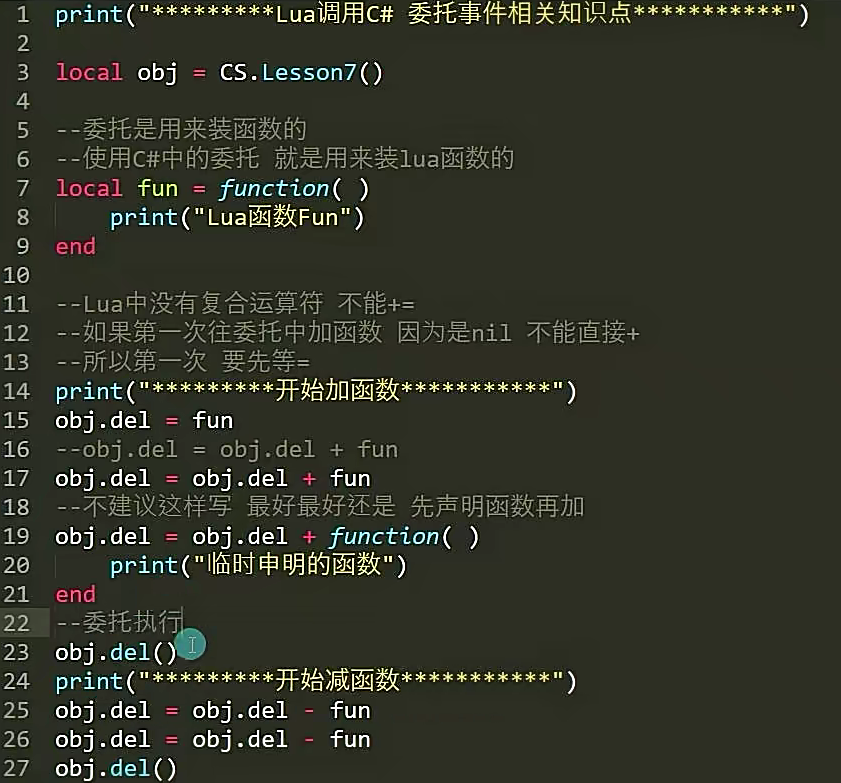 1 print("*********Lua调用C# 委托事件相关知识点***********")
2
3 local obj = CS.Lesson7()
4
5 --委托是用来装函数的
6 --使用C#中的委托 就是用来装lua函数的
7 local fun = function( )
8 print("Lua函数Fun")
9 end
10
11 --Lua中没有复合运算符 不能+=
12 --如果第一次往委托中加函数 因为是nil 不能直接+
13 --所以第一次 要先等=
14 print("*********开始加函数***********")
15 obj.del = fun
16 --obj.del = obj.del + fun
17 obj.del = obj.del + fun
18 --不建议这样写 最好最好还是 先声明函数再加
19 obj.del = obj.del + function( )
20 print("临时申明的函数")
21 end
22 --委托执行
23 obj.del()
24 print("*********开始减函数***********")
25 obj.del = obj.del - fun
26 obj.del = obj.del - fun
27 obj.del()